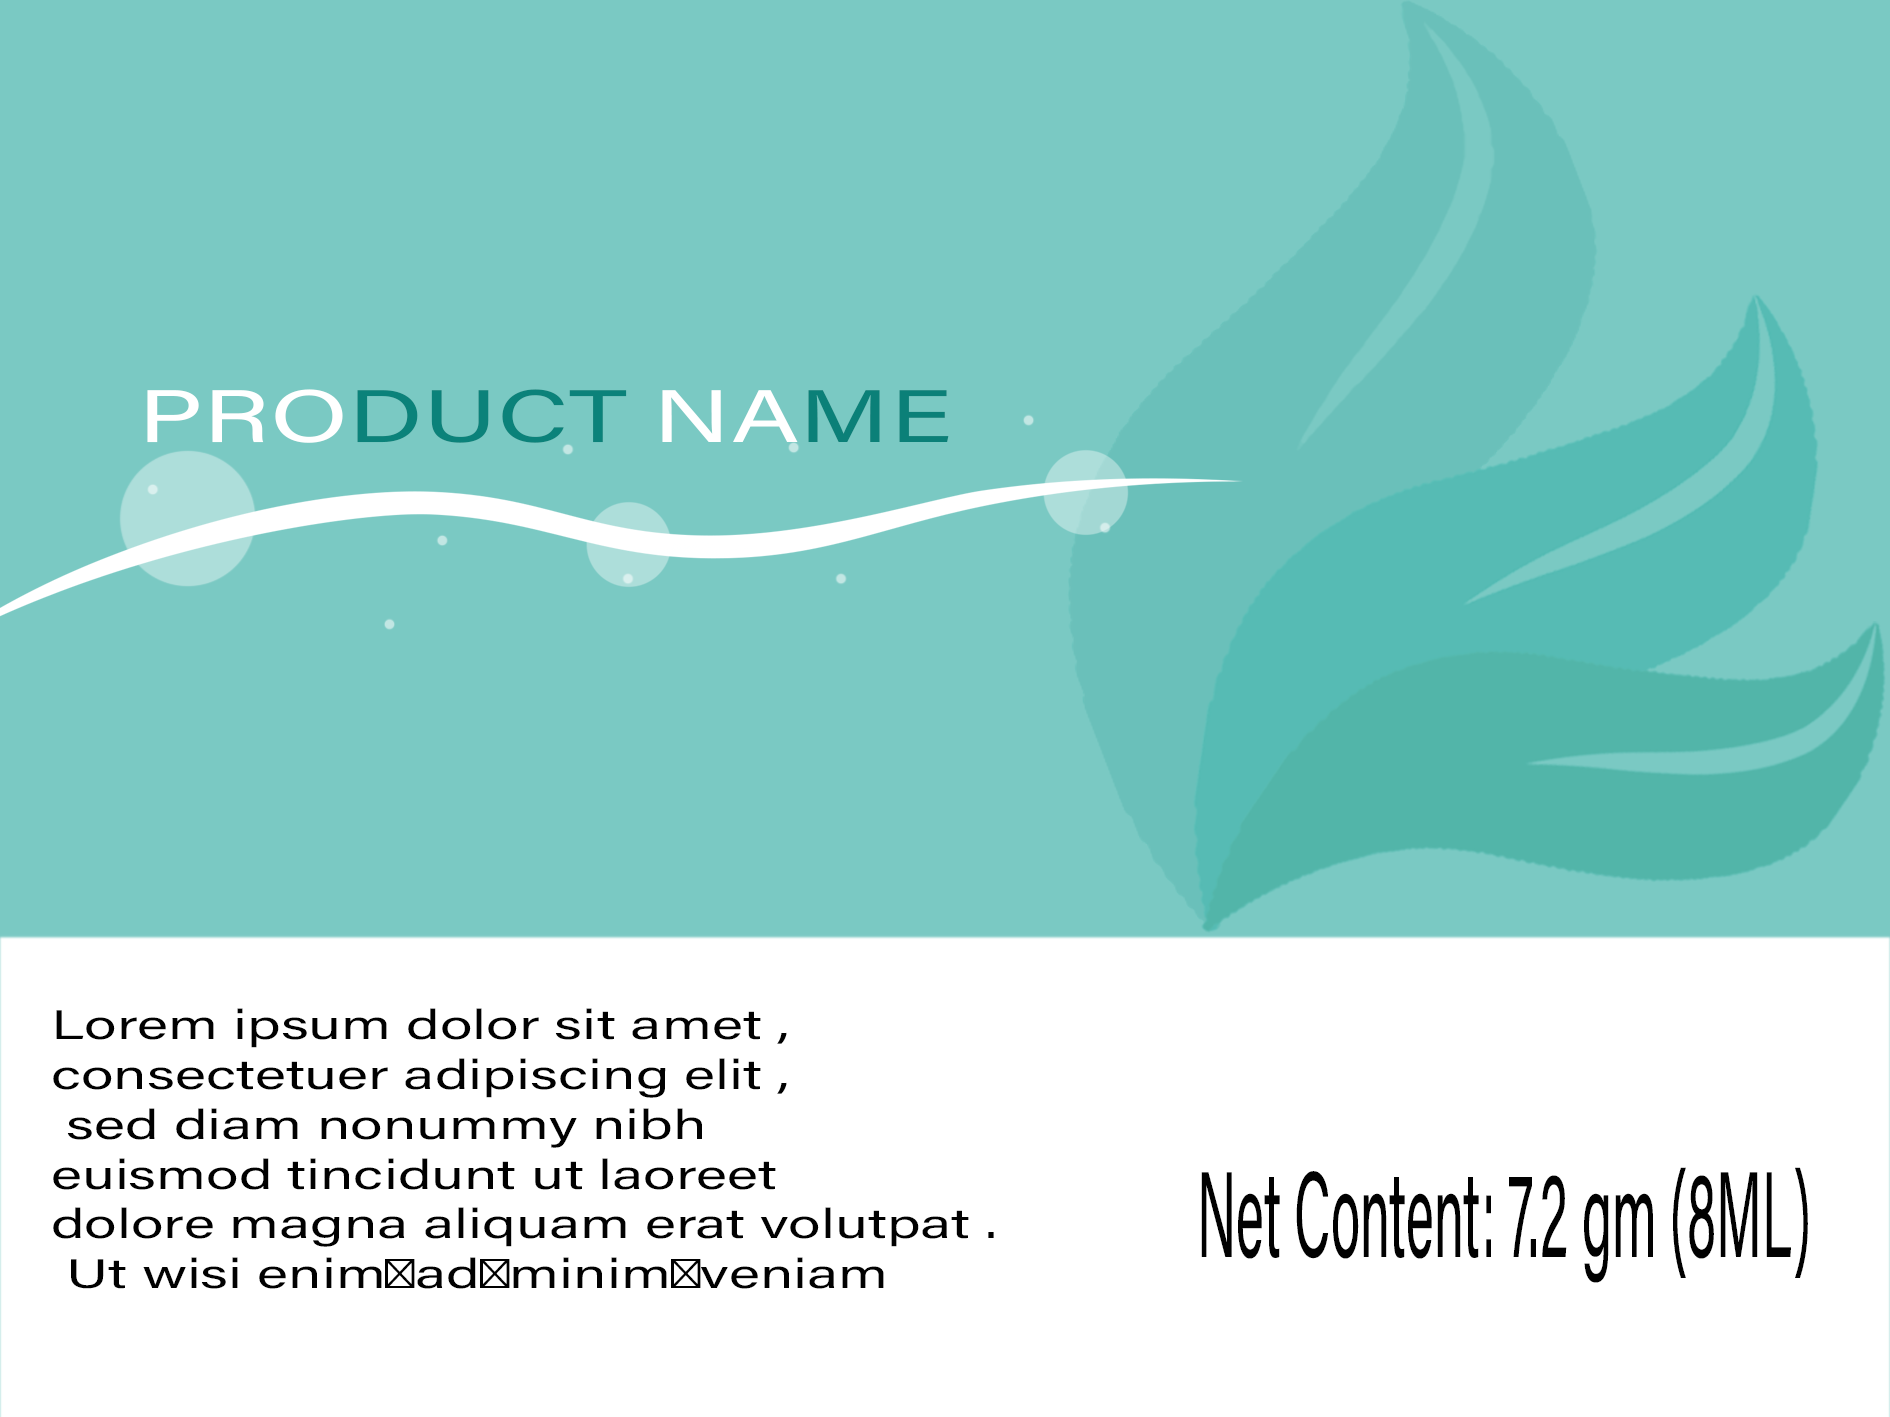 PRODUCT NAME
Lorem ipsum dolor sit amet ,
consectetuer adipiscing elit ,
sed diam nonummy nibh
euismod tincidunt ut laoreet
dolore magna aliquam erat volutpat .
Ut wisi enim☒ad☒minim☒veniam
Net Content: 7.2 gm (8ML)